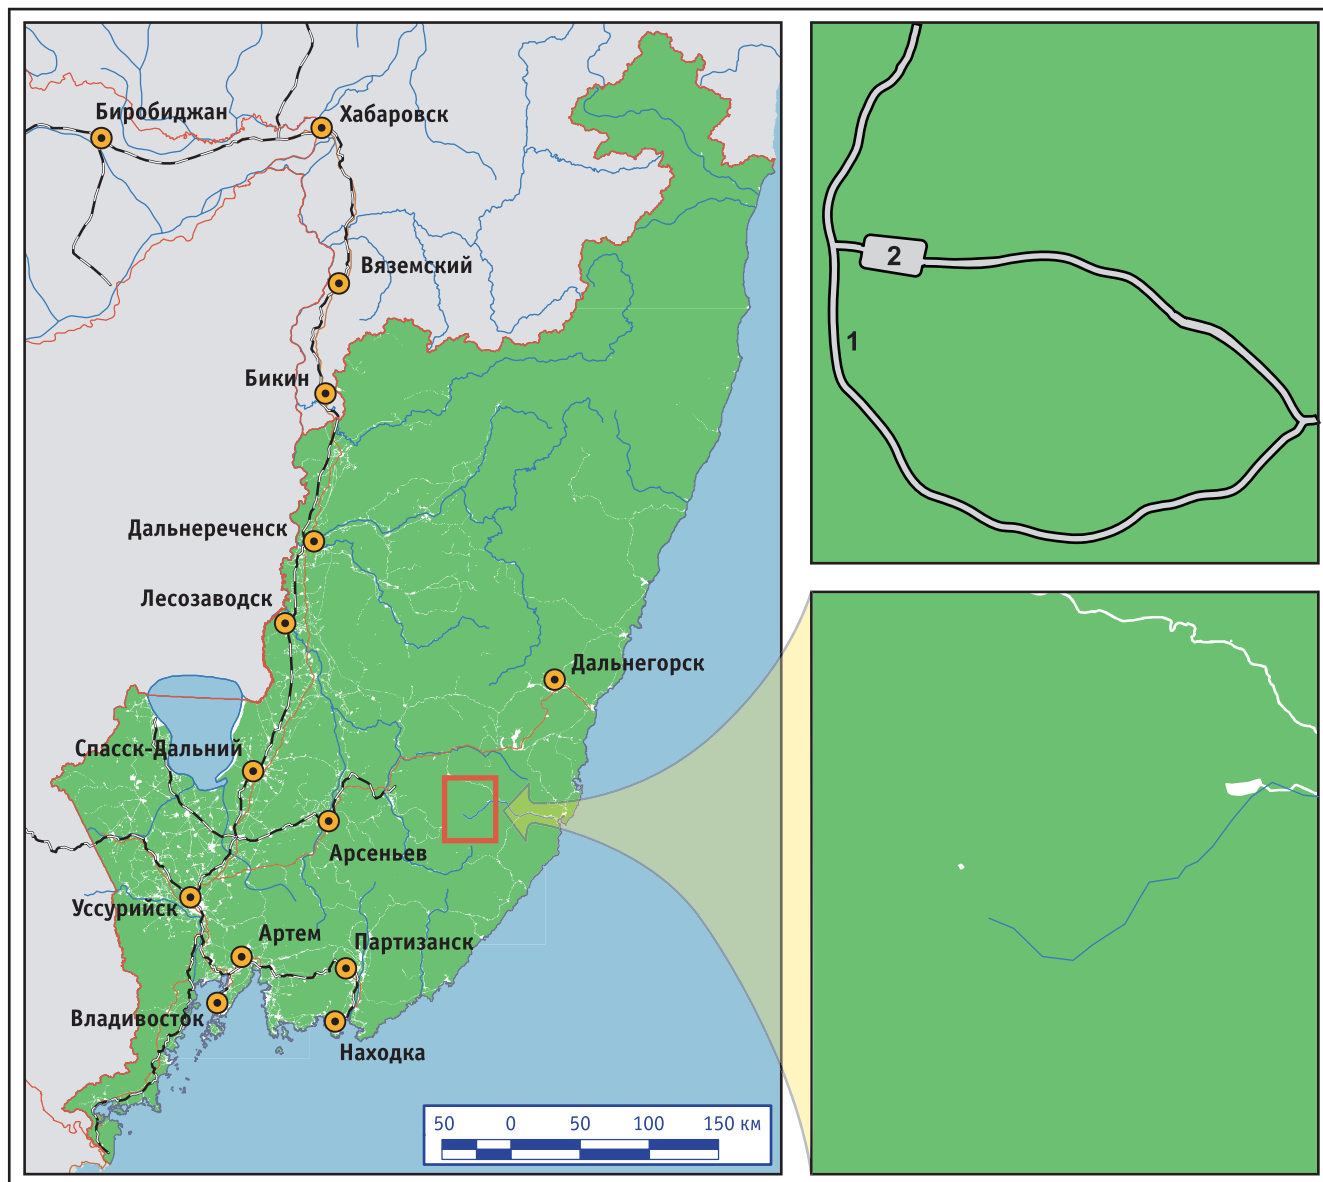 Биробиджан
Хабаровск
Вяземский
Бикин
Дальнереченск
Лесозаводск
Дальнегорск
Спасск-Дальний
Арсеньев
Уссурийск
Артем
Партизанск
Владивосток
Находка
50 0 50 100 150 км
2
1